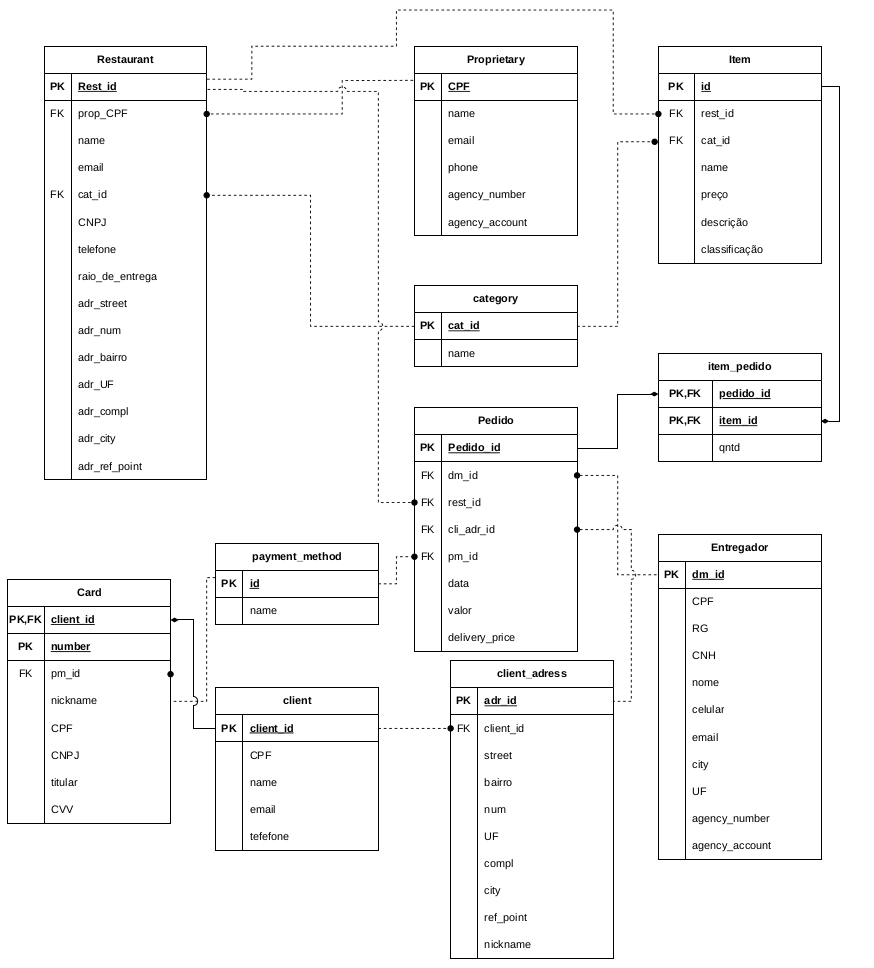 Restaurant
PK Rest_id
FK prop_CPF
name
email
FK cat_id
CNPJ
telefone
raio_de_entrega
adr_street
adr_num
adr_bairro
adr_UF
adr_compl
adr_city
adr_ref_point
Proprietary
PK CPF
name
email
phone
agency_number
agency_account
Item
PK id
FK rest_id
FK cat_id
name
preço
descrição
classificação
category
PK cat_id
name
item_pedido
PK,FK pedido_id
PK,FK item_id
qntd
Pedido
PK Pedido_id
FK dm_id
FK rest_id
FK cli_adr_id
FK pm_id
data
valor
delivery_price
payment_method
PK id
name
Entregador
PK dm_id
CPF
RG
CNH
nome
celular
email
city
UF
agency_number
agency_account
Card
PK,FK client_id
PK number
FK pm_id
nickname
CPF
CNPJ
titular
CVV
client
PK client_id
CPF
name
email
tefefone
client_adress
PK adr_id
FK client_id
street
bairro
num
UF
compl
city
ref_point
nickname